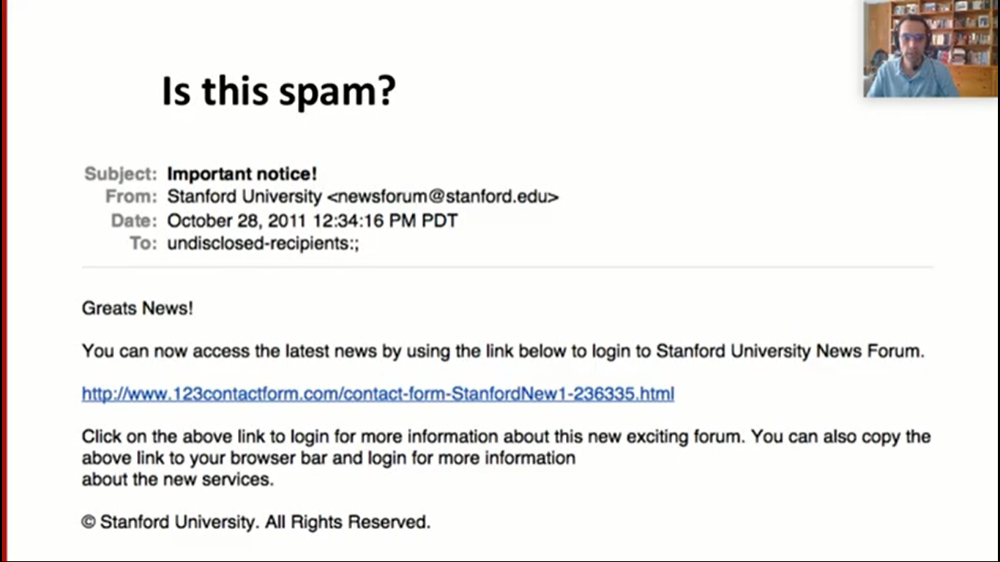 Is this spam?
Subject: Important notice!
From: Stanford University <newsforum@stanford.edu>
Date: October 28, 2011 12:34:16 PM PDT
To: undisclosed-recipients:;
Greats News!
You can now access the latest news by using the link below to login to Stanford University News Forum.
http://www.123contactform.com/contact-form-StanfordNew1-236335.html
Click on the above link to login for more information about this new exciting forum. You can also copy the
above link to your browser bar and login for more information
about the new services.
© Stanford University. All Rights Reserved.